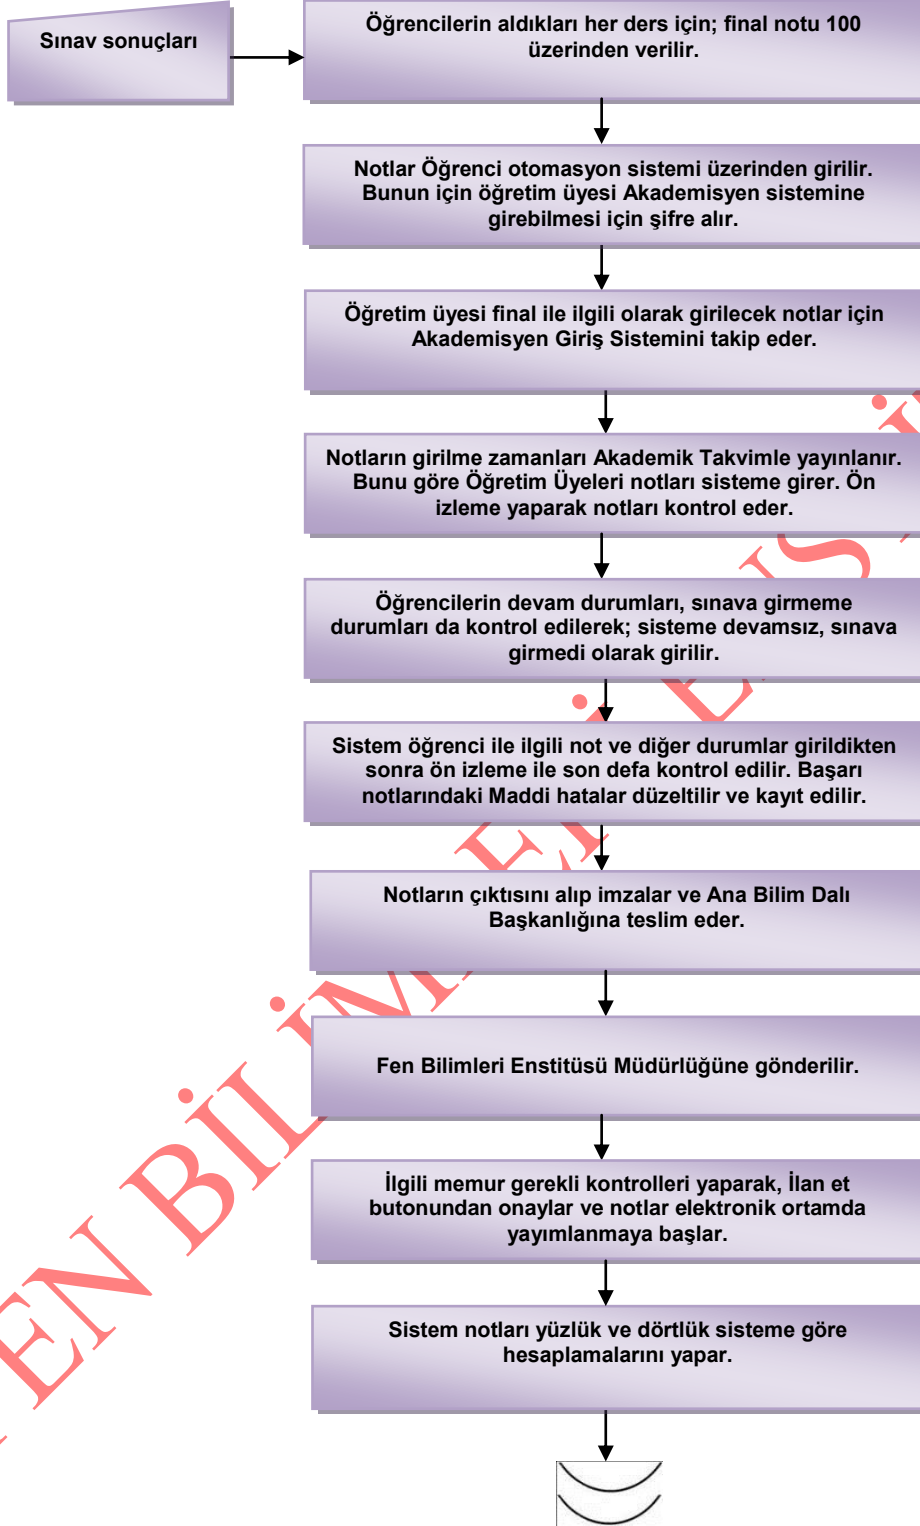 Sınav sonuçları
Öğrencilerin aldıkları her ders için; final notu 100
üzerinden verilir.
Notlar Öğrenci otomasyon sistemi üzerinden girilir.
Bunun için öğretim üyesi Akademisyen sistemine
girebilmesi için şifre alır.
Öğretim üyesi final ile ilgili olarak girilecek notlar için
Akademisyen Giriş Sistemini takip eder.
Notların girilme zamanları Akademik Takvimle yayınlanır.
Bunu göre Öğretim Üyeleri notları sisteme girer. Ön
izleme yaparak notları kontrol eder.
Öğrencilerin devam durumları, sınava girmeme
durumları da kontrol edilerek; sisteme devamsız, sınava
girmedi olarak girilir.
Sistem öğrenci ile ilgili not ve diğer durumlar girildikten
sonra ön izleme ile son defa kontrol edilir. Başarı
notlarındaki Maddi hatalar düzeltilir ve kayıt edilir.
Notların çıktısını alıp imzalar ve Ana Bilim Dalı
Başkanlığına teslim eder.
Fen Bilimleri Enstitüsü Müdürlüğüne gönderilir.
İlgili memur gerekli kontrolleri yaparak, İlan et
butonundan onaylar ve notlar elektronik ortamda
yayımlanmaya başlar.
Sistem notları yüzlük ve dörtlük sisteme göre
hesaplamalarını yapar.